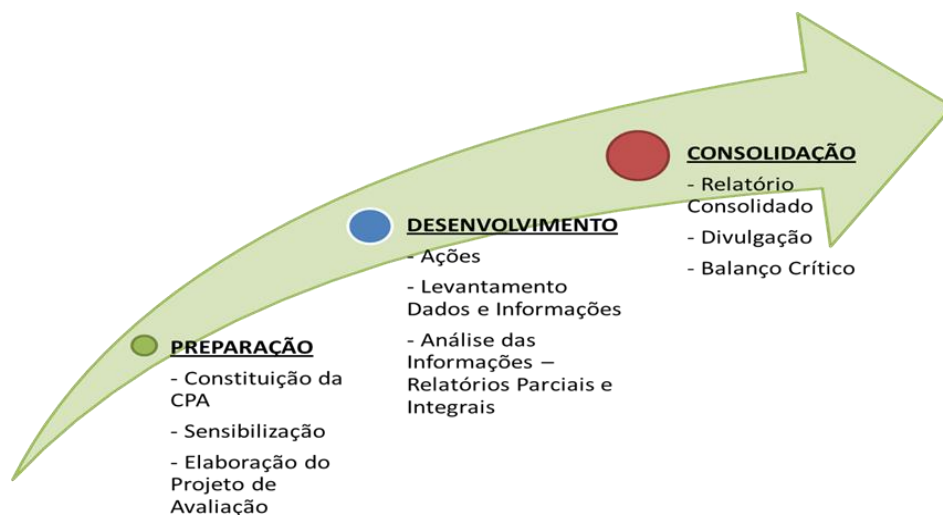 PREPARAÇÃO
- Constituição da
CPA
- Sensibilização
- Elaboração do
Projeto de
Avaliação
DESENVOLVIMENTO
- Ações
- Levantamento
Dados e Informações
- Análise das
Informações –
Relatórios Parciais e
Integrais
CONSOLIDAÇÃO
- Relatório
Consolidado
- Divulgação
- Balanço Crítico